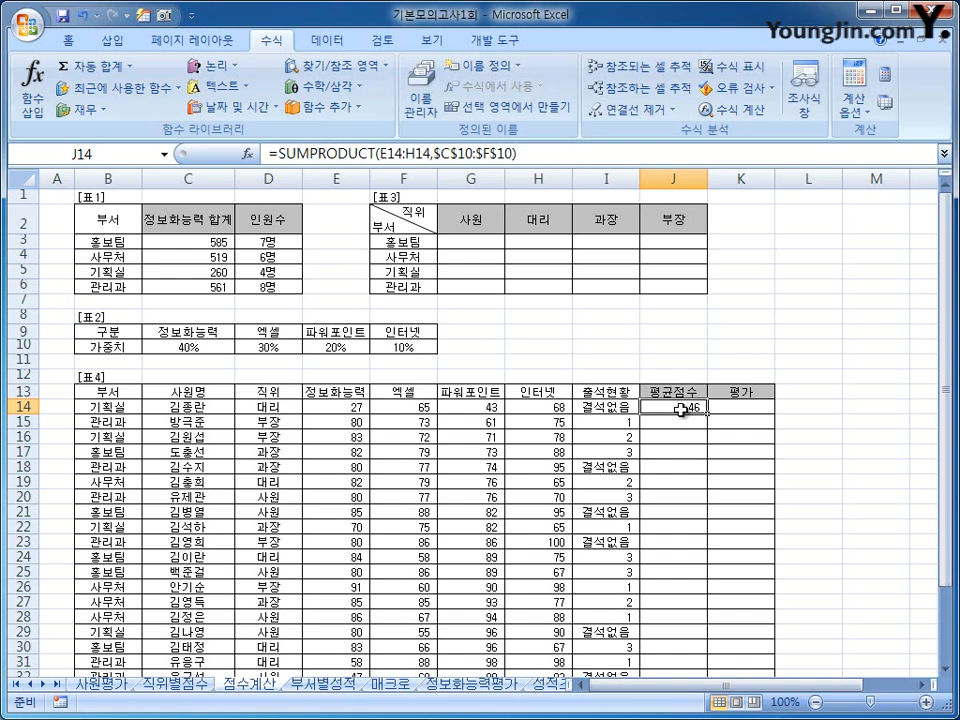 기본모의고사1회 - Microsoft Excel
YoungJin.com Y.
홈 삽입 페이지 레이아웃 수식 데이터 검토 보기 개발 도구
함수 삽입
Σ 자동 합계
최근에 사용한 함수
재무
논리
텍스트
날짜 및 시간
찾기/참조 영역
수학/삼각
함수 추가
함수 라이브러리
이름 관리자
이름 정의
수식에서 사용
선택 영역에서 만들기
정의된 이름
참조되는 셀 추적
참조하는 셀 추적
연결선 제거
수식 표시
오류 검사
수식 계산
수식 분석
조사식 창
계산 옵션
계산
J14 fx =SUMPRODUCT(E14:H14,$C$10:$F$10)
A B C D E F G H I J K L M
1 [표1] [표3]
2 부서 정보화능력 합계 인원수 직위 부서 사원 대리 과장 부장
3 홍보팀 585 7명 홍보팀
4 사무처 519 6명 사무처
5 기획실 260 4명 기획실
6 관리과 561 8명 관리과
7
8 [표2]
9 구분 정보화능력 엑셀 파워포인트 인터넷
10 가중치 40% 30% 20% 10%
11
12 [표4]
13 부서 사원명 직위 정보화능력 엑셀 파워포인트 인터넷 출석현황 평균점수 평가
14 기획실 김종란 대리 27 65 43 68 결석없음 46
15 관리과 방극준 부장 80 73 61 75 1
16 기획실 김원섭 부장 83 72 71 78 2
17 홍보팀 도홍선 과장 82 79 73 88 3
18 관리과 김수지 과장 80 77 74 95 결석없음
19 사무처 김총희 대리 82 79 76 65 2
20 관리과 유제관 사원 80 77 76 70 3
21 홍보팀 김병열 사원 85 88 82 95 결석없음
22 기획실 김석하 과장 70 75 82 65 1
23 관리과 김영희 부장 80 86 86 100 결석없음
24 홍보팀 김이란 대리 84 58 89 75 3
25 홍보팀 백준걸 사원 80 86 89 67 3
26 사무처 안기순 부장 91 60 90 98 1
27 사무처 김영득 과장 85 85 93 77 2
28 사무처 김정은 사원 86 67 94 88 1
29 기획실 김나영 사원 80 55 96 90 결석없음
30 홍보팀 김태정 대리 83 66 96 67 3
31 관리과 유응구 대리 58 88 98 98 1
사원평가 직위별점수 점수계산 부서별성적 매크로 정보화능력평가
준비 100%